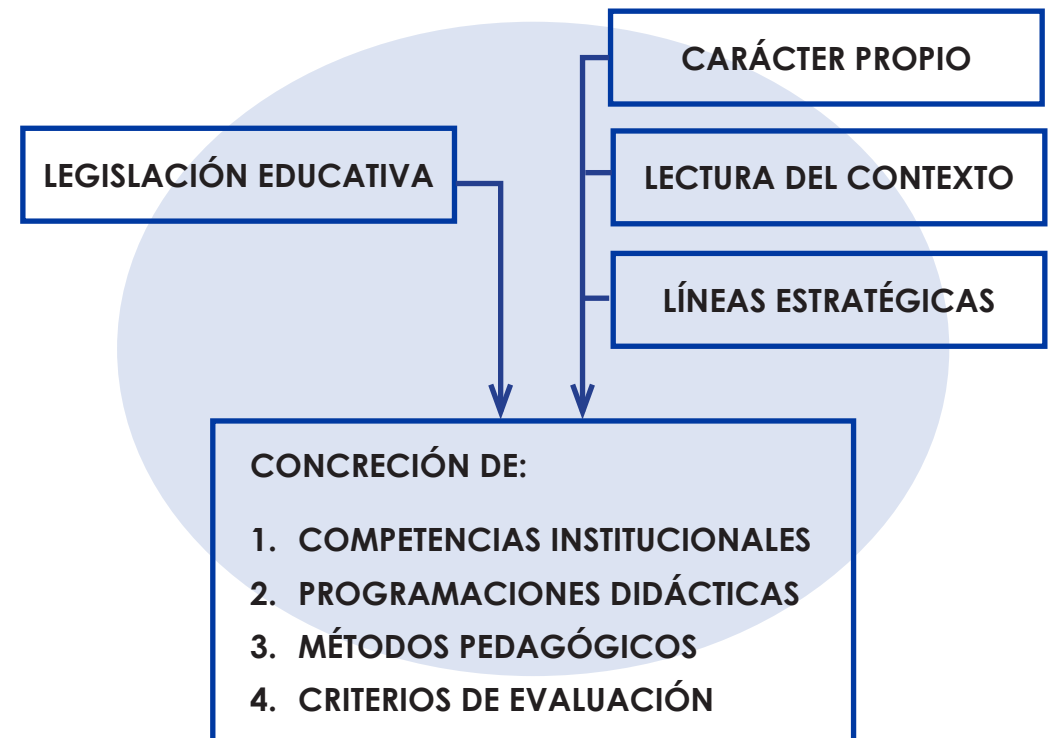 CARÁCTER PROPIO
LEGISLACIÓN EDUCATIVA
LECTURA DEL CONTEXTO
LÍNEAS ESTRATÉGICAS
CONCRECIÓN DE:
1. COMPETENCIAS INSTITUCIONALES
2. PROGRAMACIONES DIDÁCTICAS
3. MÉTODOS PEDAGÓGICOS
4. CRITERIOS DE EVALUACIÓN